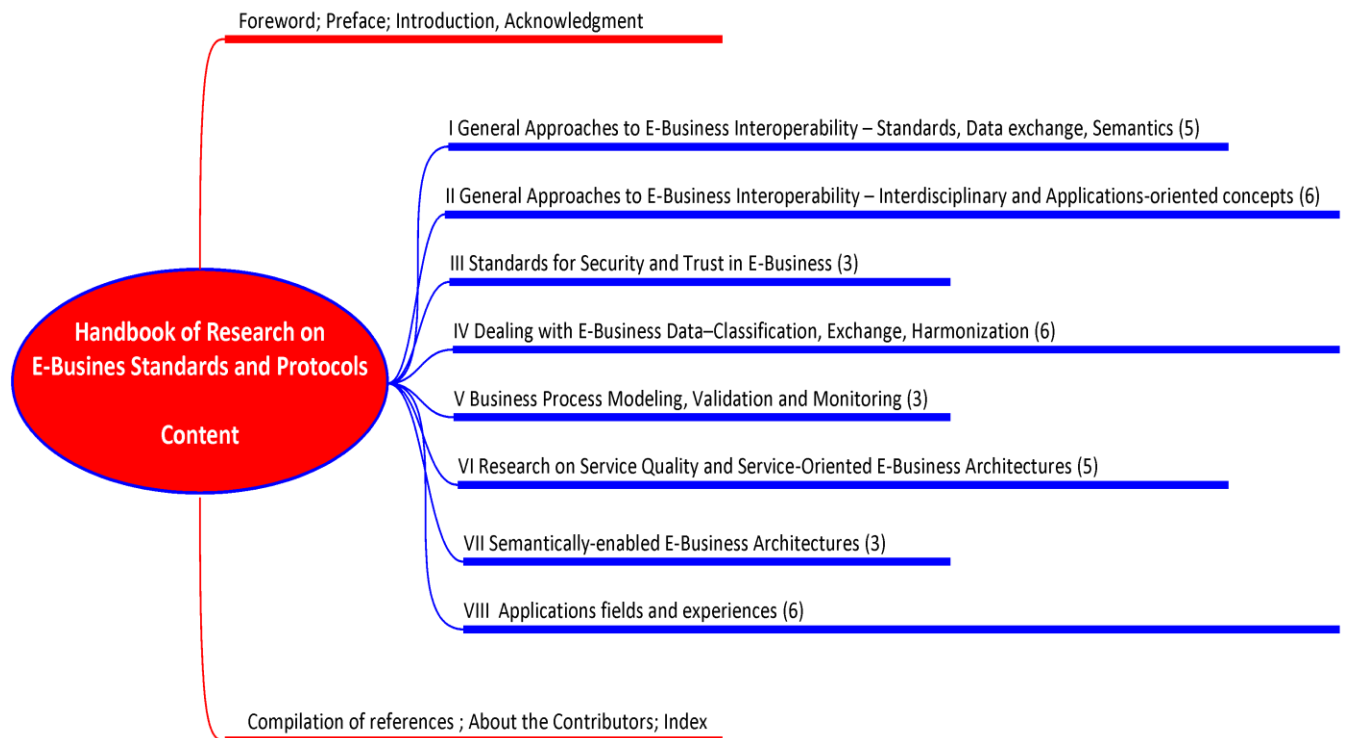 Foreword; Preface; Introduction, Acknowledgment
I General Approaches to E-Business Interoperability – Standards, Data exchange, Semantics (5)
II General Approaches to E-Business Interoperability – Interdisciplinary and Applications-oriented concepts (6)
III Standards for Security and Trust in E-Business (3)
Handbook of Research on
E-Busines Standards and Protocols
Content
IV Dealing with E-Business Data–Classification, Exchange, Harmonization (6)
V Business Process Modeling, Validation and Monitoring (3)
VI Research on Service Quality and Service-Oriented E-Business Architectures (5)
VII Semantically-enabled E-Business Architectures (3)
VIII  Applications fields and experiences (6)
Compilation of references ; About the Contributors; Index